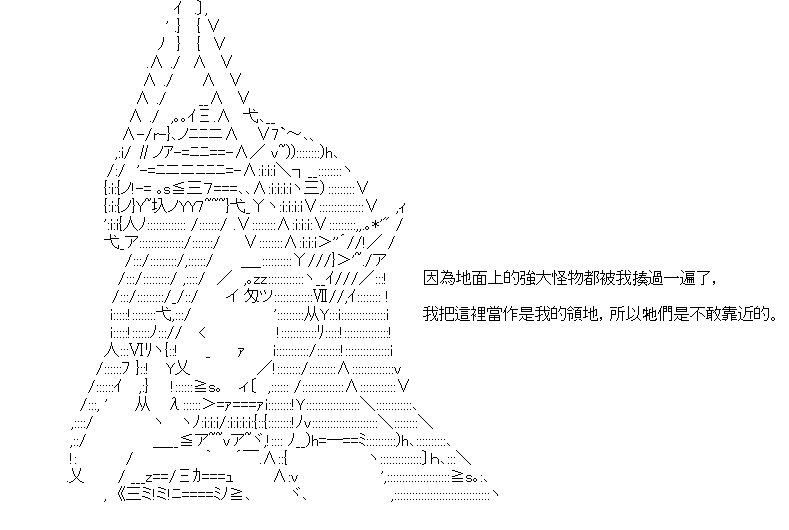 因為地面上的強大怪物都被我揍過一遍了，
我把這裡當作是我的領地，所以牠們是不敢靠近的。